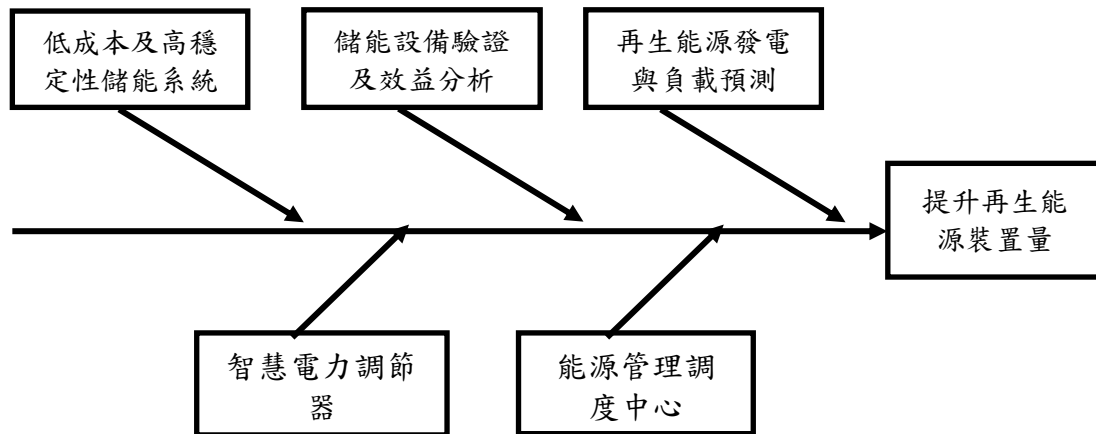 低成本及高穩
定性儲能系統
儲能設備驗證
及效益分析
再生能源發電
與負載預測
提升再生能
源裝置量
智慧電力調節
器
能源管理調
度中心